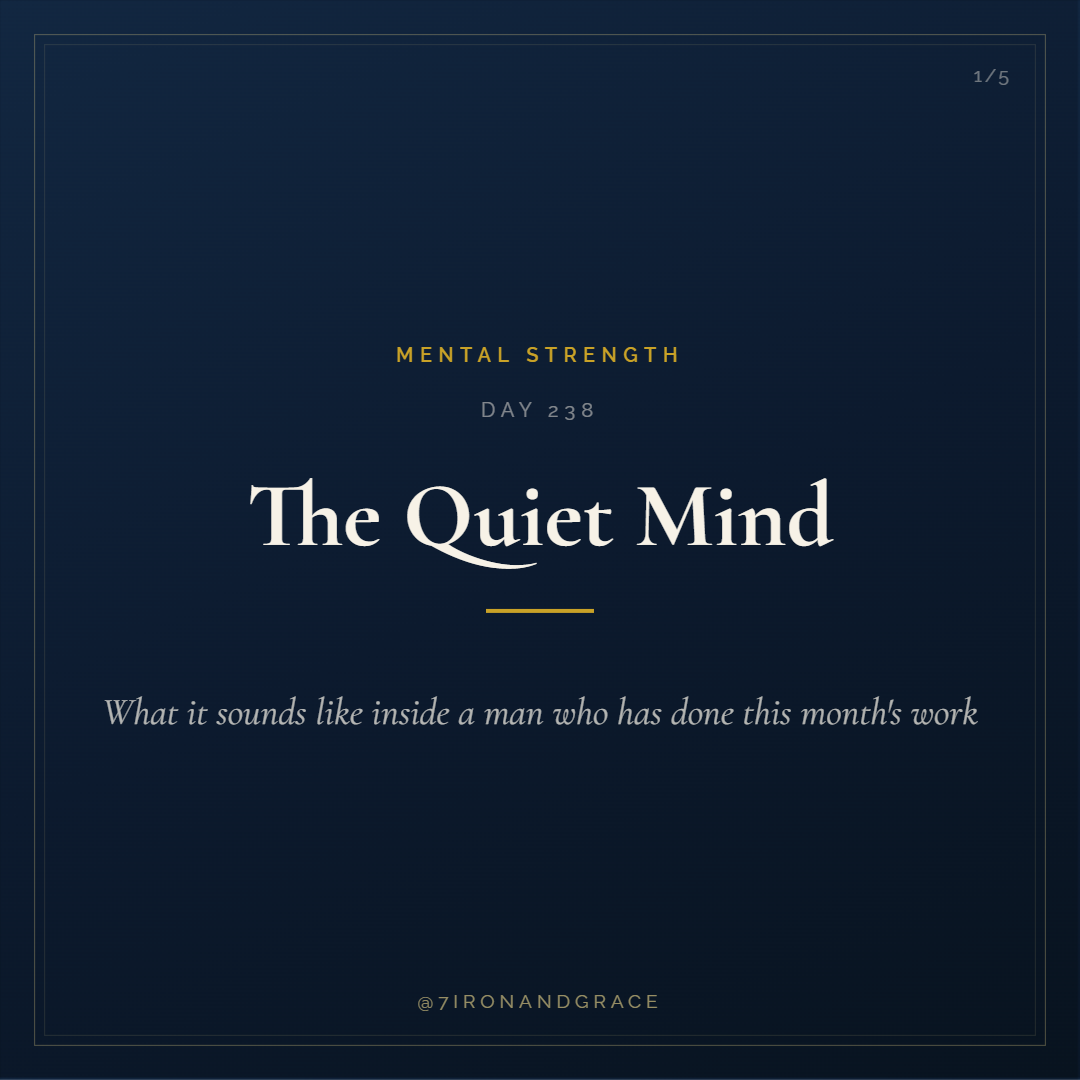 1/5
MENTAL STRENGTH
DAY 238
The Quiet Mind
What it sounds like inside a man who has done this month's work
@7IRONANDGRACE